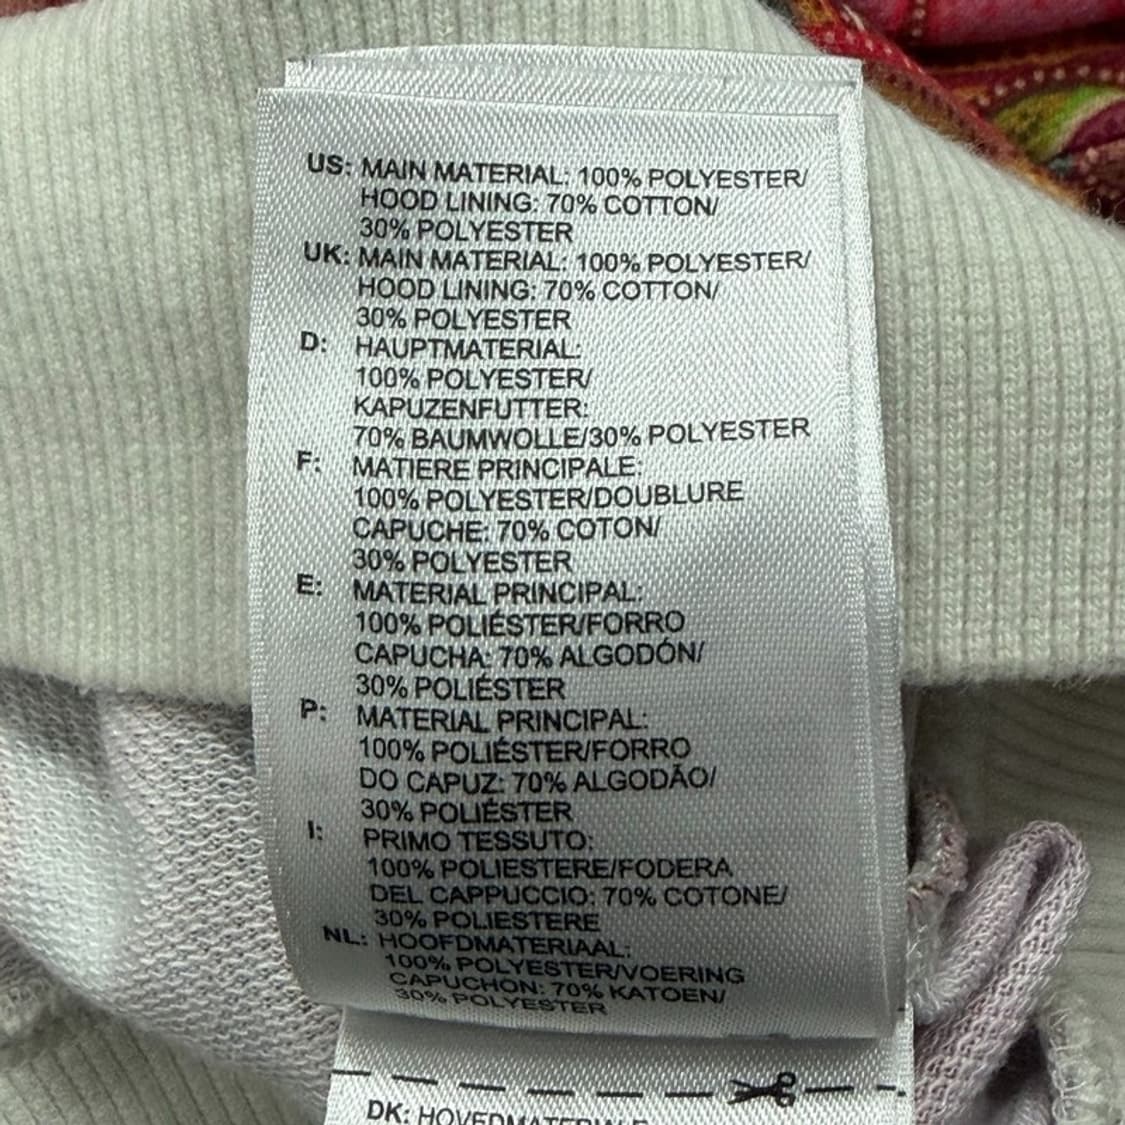 US: MAIN MATERIAL: 100% POLYESTER/
HOOD LINING: 70% COTTON/
30% POLYESTER
UK: MAIN MATERIAL: 100% POLYESTER/
HOOD LINING: 70% COTTON/
30% POLYESTER
D: HAUPTMATERIAL:
100% POLYESTER/
KAPUZENFUTTER:
70% BAUMWOLLE/30% POLYESTER
F: MATIERE PRINCIPALE:
100% POLYESTER/DOUBLURE
CAPUCHE: 70% COTON/
30% POLYESTER
E: MATERIAL PRINCIPAL:
100% POLIÉSTER/FORRO
CAPUCHA: 70% ALGODÓN/
30% POLIÉSTER
P: MATERIAL PRINCIPAL:
100% POLIÉSTER/FORRO
DO CAPUZ: 70% ALGODÃO/
30% POLIÉSTER
I: PRIMO TESSUTO:
100% POLIESTERE/FODERA
DEL CAPPUCCIO: 70% COTONE/
30% POLIESTERE
NL: HOOFDMATERIAAL:
100% POLYESTER/VOERING
CAPUCHON: 70% KATOEN/
30% POLYESTER
DK: